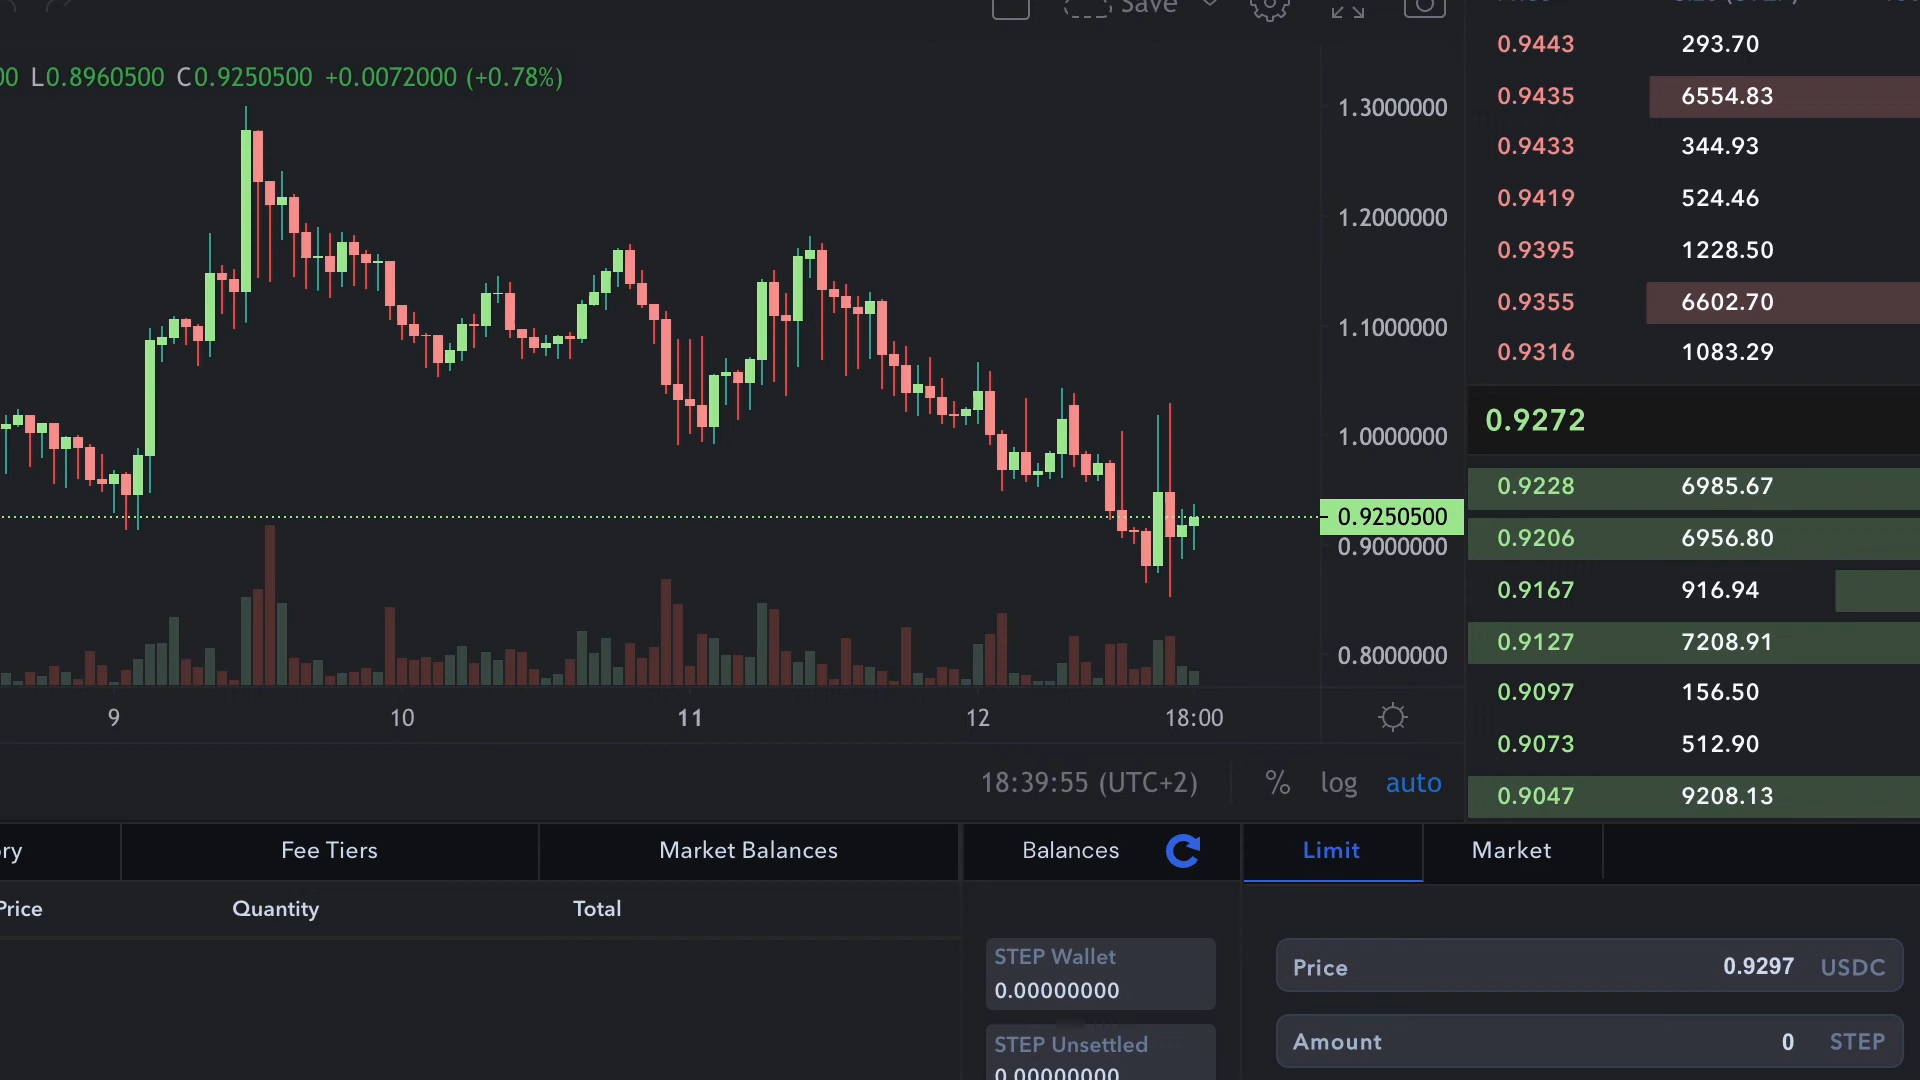 Save
00 L0.8960500 C0.9250500 +0.0072000 (+0.78%)
1.3000000
1.2000000
1.1000000
1.0000000
0.9250500
0.9000000
0.8000000
9 10 11 12 18:00
18:39:55 (UTC+2) % log auto
0.9443 293.70
0.9435 6554.83
0.9433 344.93
0.9419 524.46
0.9395 1228.50
0.9355 6602.70
0.9316 1083.29
0.9272
0.9228 6985.67
0.9206 6956.80
0.9167 916.94
0.9127 7208.91
0.9097 156.50
0.9073 512.90
0.9047 9208.13
ry Fee Tiers Market Balances
Price Quantity Total
Balances
STEP Wallet
0.00000000
STEP Unsettled
0.00000000
Limit Market
Price 0.9297 USDC
Amount 0 STEP